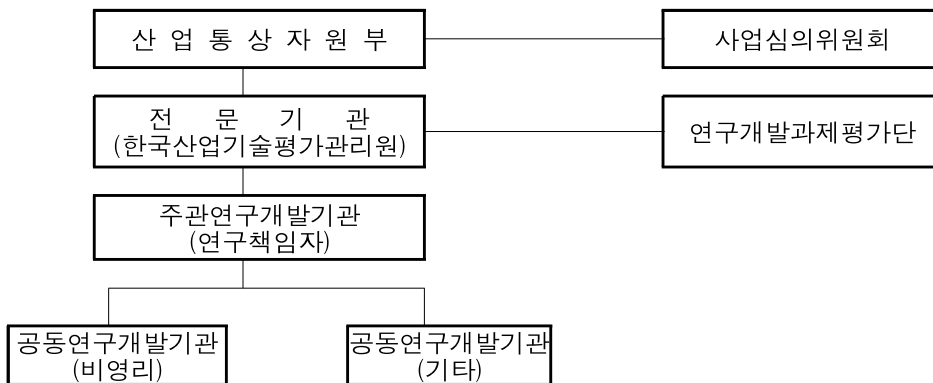 산 업 통 상 자 원 부
사업심의위원회
전 문 기 관
(한국산업기술평가관리원)
연구개발과제평가단
주관연구개발기관
(연구책임자)
공동연구개발기관
(비영리)
공동연구개발기관
(기타)